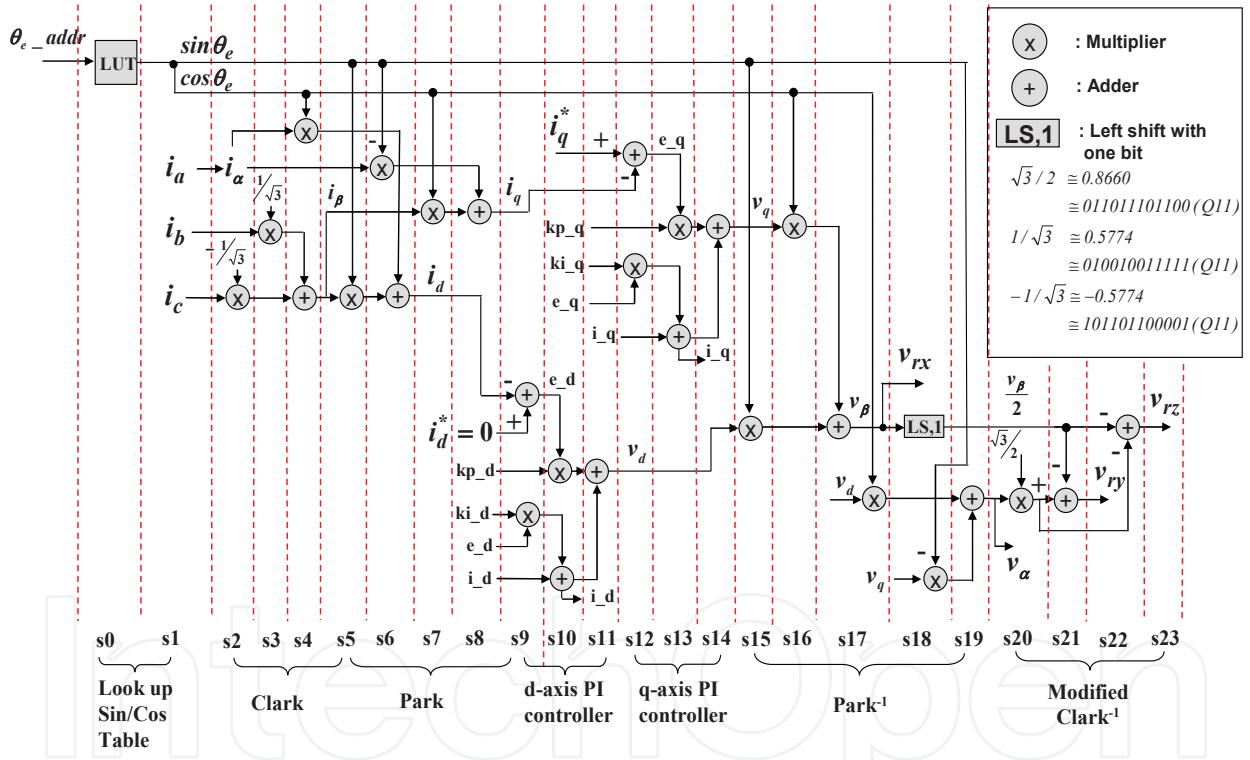 θe _addr
LUT
sinθe
cosθe
x
-
x
ia
iα
1/√3
iβ
x
+
iq
ib
x
-1/√3
ic
x
+
x
+
id
iq*
+
+
-
e_q
kp_q
x
+
vq
x
ki_q
x
e_q
i_q
+
i_q
-
+
e_d
+
id* = 0
kp_d
x
+
vd
ki_d
x
e_d
i_d
+
i_d
x
+
vβ
vrx
LS,1
vβ/2
√3/2
vd
x
+
x
+
+
-
-
-
+
vrz
vry
vα
vq
-
x
x : Multiplier
+ : Adder
LS,1 : Left shift with
one bit
√3 / 2 ≅ 0.8660
≅ 011011101100 (Q11)
1/√3 ≅ 0.5774
≅ 010010011111 (Q11)
−1/√3 ≅ −0.5774
≅ 101101100001 (Q11)
s0 s1 s2 s3 s4 s5 s6 s7 s8 s9 s10 s11 s12 s13 s14 s15 s16 s17 s18 s19 s20 s21 s22 s23
Look up
Sin/Cos
Table
Clark
Park
d-axis PI
controller
q-axis PI
controller
Park-1
Modified
Clark-1
IntechOpen